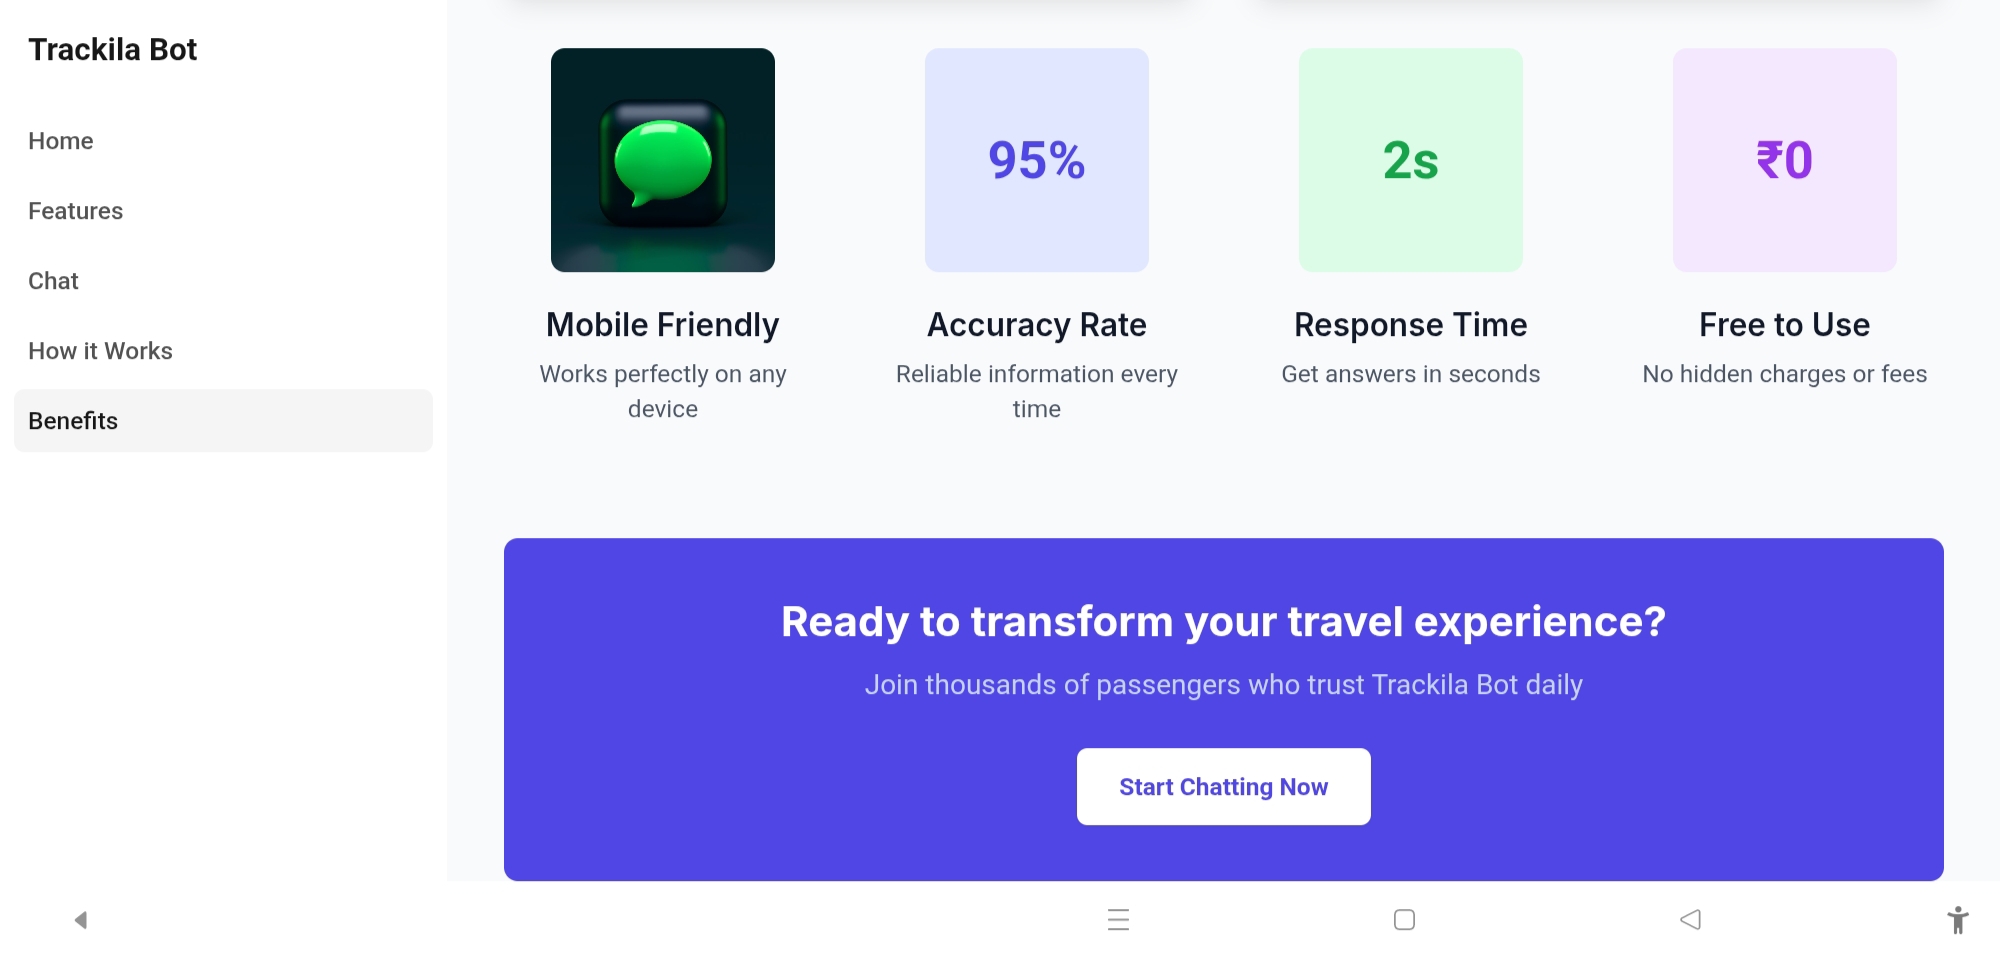 Trackila Bot
Home
Features
Chat
How it Works
Benefits
Mobile Friendly
Works perfectly on any
device
95%
Accuracy Rate
Reliable information every
time
2s
Response Time
Get answers in seconds
₹0
Free to Use
No hidden charges or fees
Ready to transform your travel experience?
Join thousands of passengers who trust Trackila Bot daily
Start Chatting Now